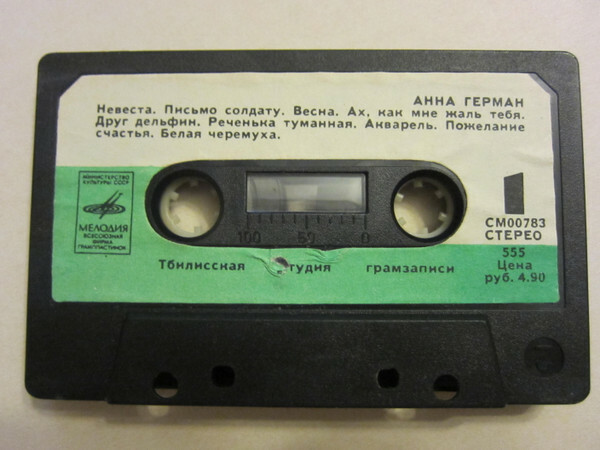 АННА ГЕРМАН
Невеста. Письмо солдату. Весна. Ах, как мне жаль тебя.
Друг дельфин. Реченька туманная. Акварель. Пожелание
счастья. Белая черемуха.
МИНИСТЕРСТВО
КУЛЬТУРЫ СССР
МЕЛОДИЯ
ВСЕСОЮЗНАЯ
ФИРМА
ГРАМПЛАСТИНОК
1
СМ00783
СТЕРЕО
100 50 0
Тбилисская студия грамзаписи
555
Цена
руб. 4.90